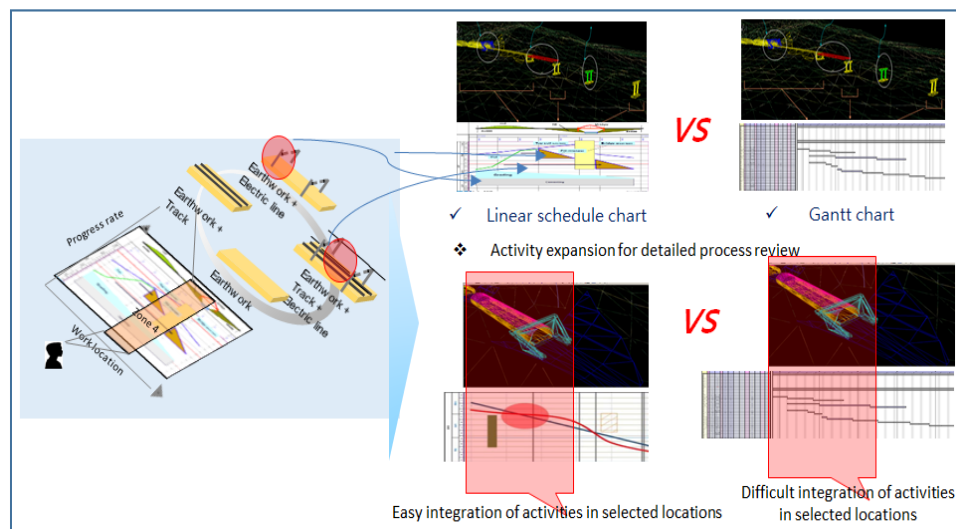 Progress rate
Work location
Zone 4
Earthwork +
Track
Earthwork +
Electric line
Earthwork
Earthwork +
Track +
Electric line
VS
✓ Linear schedule chart
✓ Gantt chart
❖ Activity expansion for detailed process review
VS
Easy integration of activities in selected locations
Difficult integration of activities
in selected locations